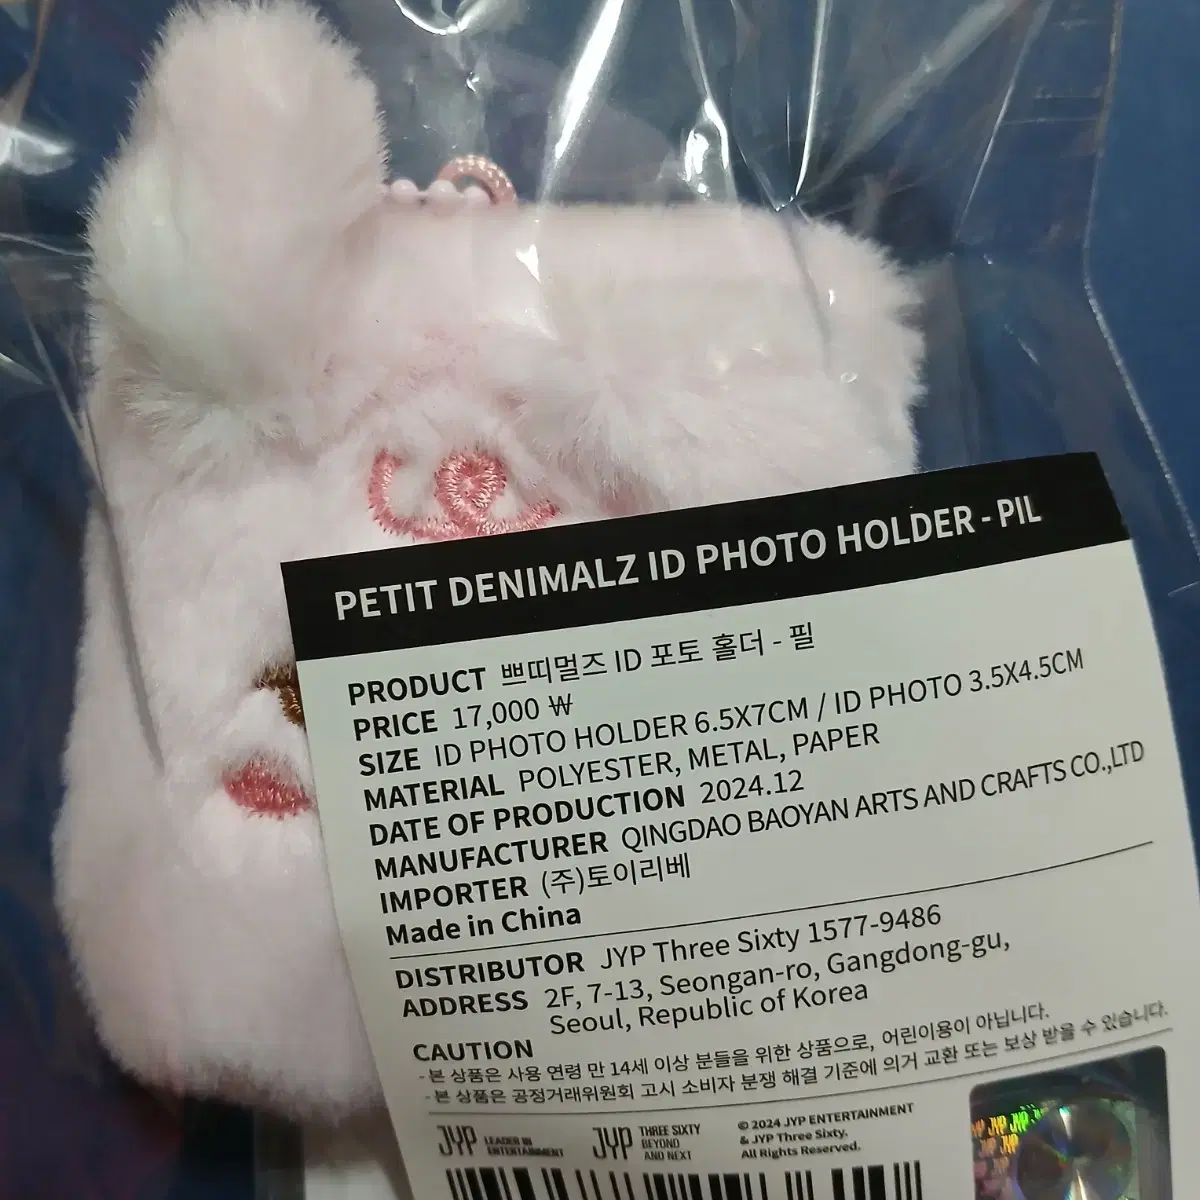 PETIT DENIMALZ ID PHOTO HOLDER - PIL
PRODUCT 쁘띠멀즈 ID 포토 홀더 - 필
PRICE 17,000 ₩
SIZE ID PHOTO HOLDER 6.5X7CM / ID PHOTO 3.5X4.5CM
MATERIAL POLYESTER, METAL, PAPER
DATE OF PRODUCTION 2024.12
MANUFACTURER QINGDAO BAOYAN ARTS AND CRAFTS CO.,LTD
IMPORTER (주)토이리베
Made in China
DISTRIBUTOR JYP Three Sixty 1577-9486
ADDRESS 2F, 7-13, Seongan-ro, Gangdong-gu,
Seoul, Republic of Korea
CAUTION
- 본 상품은 사용 연령 만 14세 이상 분들을 위한 상품으로, 어린이용이 아닙니다.
- 본 상품은 공정거래위원회 고시 소비자 분쟁 해결 기준에 의거 교환 또는 보상 받을 수 있습니다.
JYP LEADER IN ENTERTAINMENT
JYP THREE SIXTY BEYOND AND NEXT
© 2024 JYP ENTERTAINMENT
& JYP Three Sixty.
All Rights Reserved.
JYP JYP JYP
JYP JYP